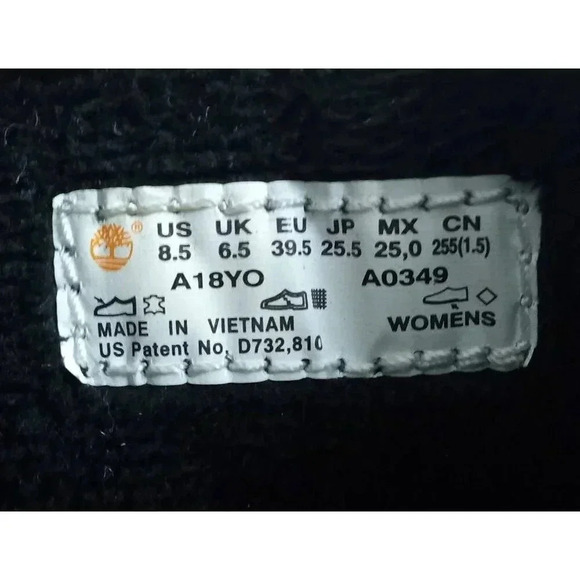 ® US UK EU JP MX CN
8.5 6.5 39.5 25.5 25,0 255(1.5)
A18YO A0349
MADE IN VIETNAM WOMENS
US Patent No. D732,810